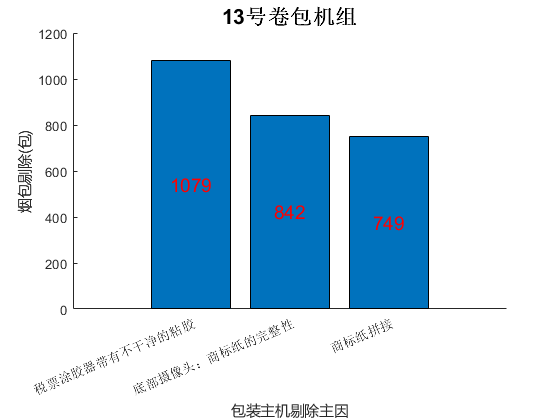 13号卷包机组
烟包剔除(包)
1200
1000
800
600
400
200
0
1079
842
749
税票涂胶器带有不干净的粘胶
底部摄像头：商标纸的完整性
商标纸拼接
包装主机剔除主因